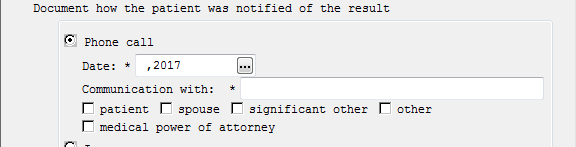 Document how the patient was notified of the result
Phone call
Date: * ,2017 ...
Communication with: *
patient spouse significant other other
medical power of attorney